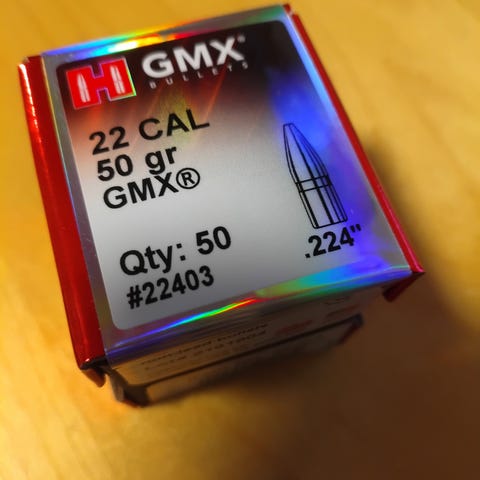 H GMX®
BULLETS
22 CAL
50 gr
GMX®
Qty: 50
#22403
.224"